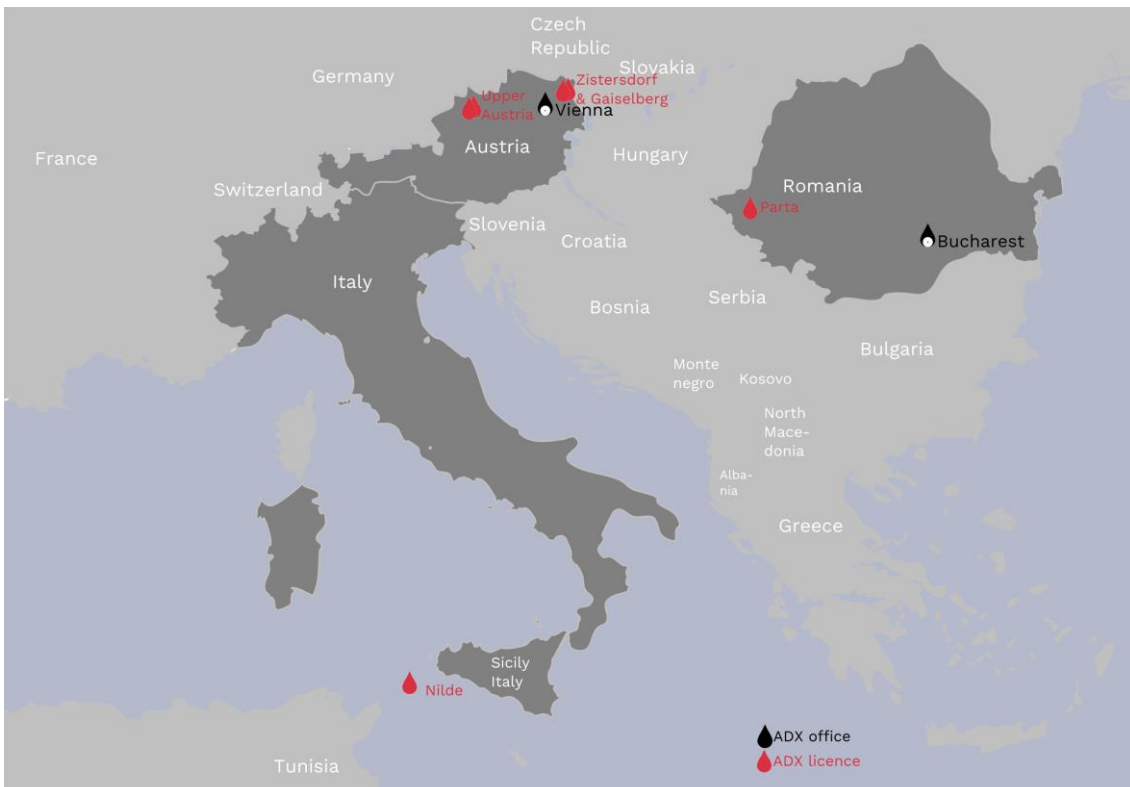 Czech
Republic
Slovakia
Germany
Zistersdorf
& Gaiselberg
Upper
Austria
Vienna
Austria
Hungary
France
Switzerland
Romania
Parta
Slovenia
Croatia
Bucharest
Italy
Serbia
Bosnia
Bulgaria
Monte
negro
Kosovo
North
Mace-
donia
Alba-
nia
Greece
Sicily
Italy
Nilde
Tunisia
ADX office
ADX licence